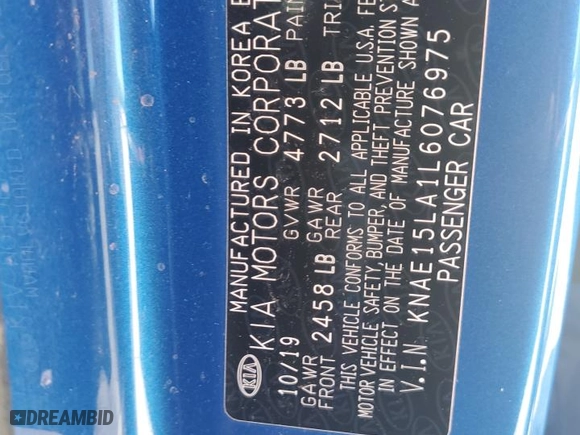 MANUFACTURED IN KOREA
KIA KIA MOTORS CORPORAT
10/19 GVWR 4773 LB PAIN
GAWR GAWR
FRONT 2458 LB REAR 2712 LB TRI
THIS VEHICLE CONFORMS TO ALL APPLICABLE U.S.A. FE
MOTOR VEHICLE SAFETY, BUMPER, AND THEFT PREVENTION S
IN EFFECT ON THE DATE OF MANUFACTURE SHOWN A
V.I.N. KNAE15LA1L6076975
PASSENGER CAR
DREAMBID